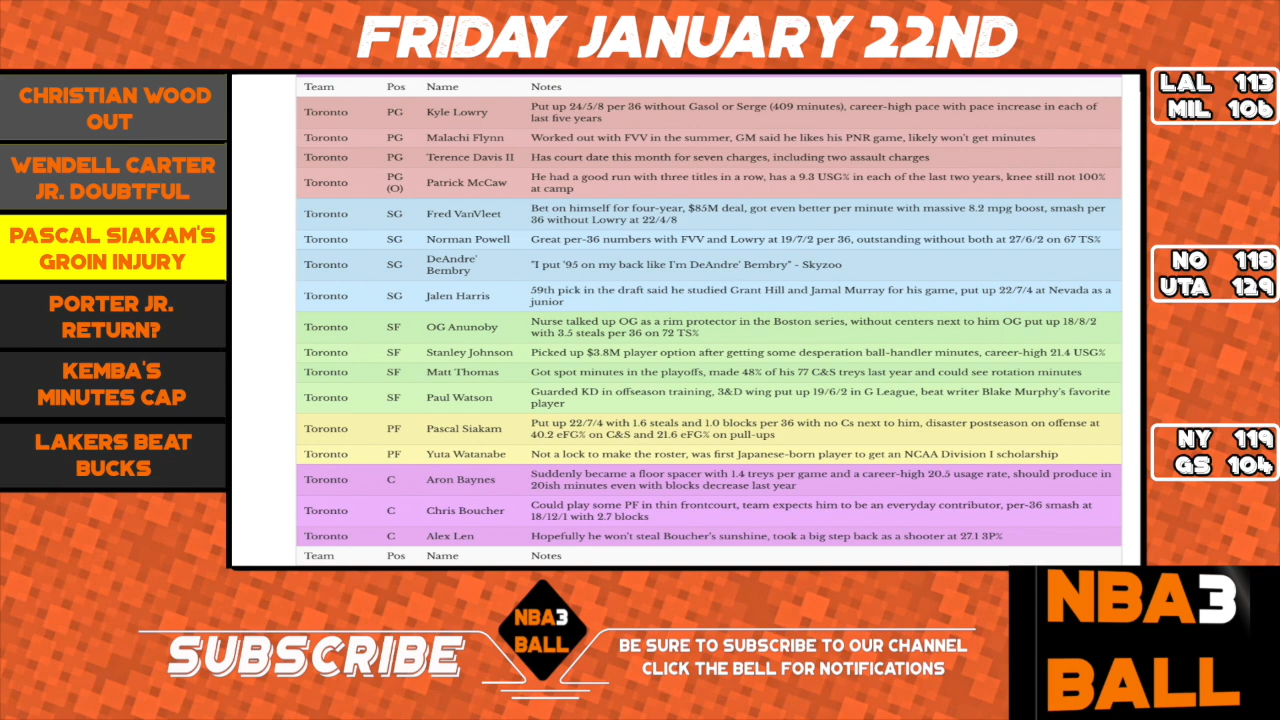 FRIDAY JANUARY 22ND
CHRISTIAN WOOD
OUT
WENDELL CARTER
JR. DOUBTFUL
PASCAL SIAKAM'S
GROIN INJURY
PORTER JR.
RETURN?
KEMBA'S
MINUTES CAP
LAKERS BEAT
BUCKS
Team Pos Name Notes
Toronto PG Kyle Lowry Put up 24/5/8 per 36 without Gasol or Serge (409 minutes), career-high pace with pace increase in each of
last five years
Toronto PG Malachi Flynn Worked out with FVV in the summer, GM said he likes his PNR game, likely won't get minutes
Toronto PG Terence Davis II Has court date this month for seven charges, including two assault charges
Toronto PG (O) Patrick McCaw He had a good run with three titles in a row, has a 9.3 USG% in each of the last two years, knee still not 100%
at camp
Toronto SG Fred VanVleet Bet on himself for four-year, $85M deal, got even better per minute with massive 8.2 mpg boost, smash per
36 without Lowry at 22/4/8
Toronto SG Norman Powell Great per-36 numbers with FVV and Lowry at 19/7/2 per 36, outstanding without both at 27/6/2 on 67 TS%
Toronto SG DeAndre' Bembry "I put '95 on my back like I'm DeAndre' Bembry" - Skyzoo
Toronto SG Jalen Harris 59th pick in the draft said he studied Grant Hill and Jamal Murray for his game, put up 22/7/4 at Nevada as a
junior
Toronto SF OG Anunoby Nurse talked up OG as a rim protector in the Boston series, without centers next to him OG put up 18/8/2
with 3.5 steals per 36 on 72 TS%
Toronto SF Stanley Johnson Picked up $3.8M player option after getting some desperation ball-handler minutes, career-high 21.4 USG%
Toronto SF Matt Thomas Got spot minutes in the playoffs, made 48% of his 77 C&S treys last year and could see rotation minutes
Toronto SF Paul Watson Guarded KD in offseason training, 3&D wing put up 19/6/2 in G League, beat writer Blake Murphy's favorite
player
Toronto PF Pascal Siakam Put up 22/7/4 with 1.6 steals and 1.0 blocks per 36 with no Cs next to him, disaster postseason on offense at
40.2 eFG% on C&S and 21.6 eFG% on pull-ups
Toronto PF Yuta Watanabe Not a lock to make the roster, was first Japanese-born player to get an NCAA Division I scholarship
Toronto C Aron Baynes Suddenly became a floor spacer with 1.4 treys per game and a career-high 20.5 usage rate, should produce in
20ish minutes even with blocks decrease last year
Toronto C Chris Boucher Could play some PF in thin frontcourt, team expects him to be an everyday contributor, per-36 smash at
18/12/1 with 2.7 blocks
Toronto C Alex Len Hopefully he won't steal Boucher's sunshine, took a big step back as a shooter at 27.1 3P%
Team Pos Name Notes
LAL 113
MIL 106
NO 118
UTA 129
NY 119
GS 104
SUBSCRIBE
NBA3
BALL
BE SURE TO SUBSCRIBE TO OUR CHANNEL
CLICK THE BELL FOR NOTIFICATIONS
NBA3
BALL